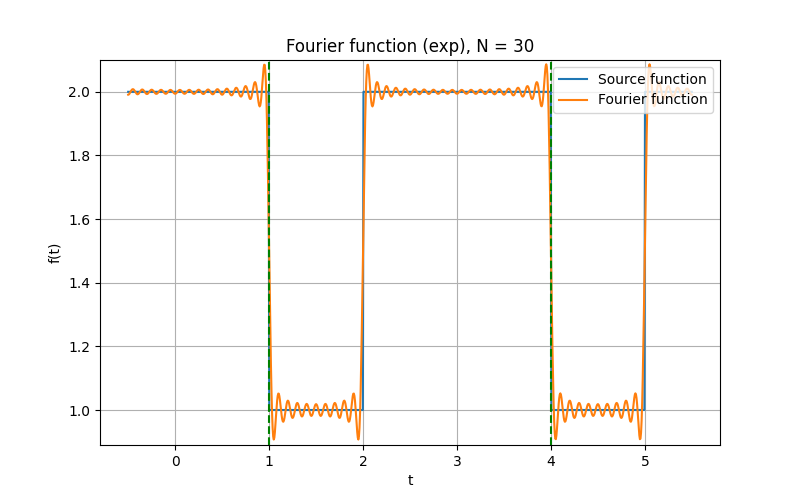 Fourier function (exp), N = 30
Source function
Fourier function
f(t)
2.0
1.8
1.6
1.4
1.2
1.0
0 1 2 3 4 5
t